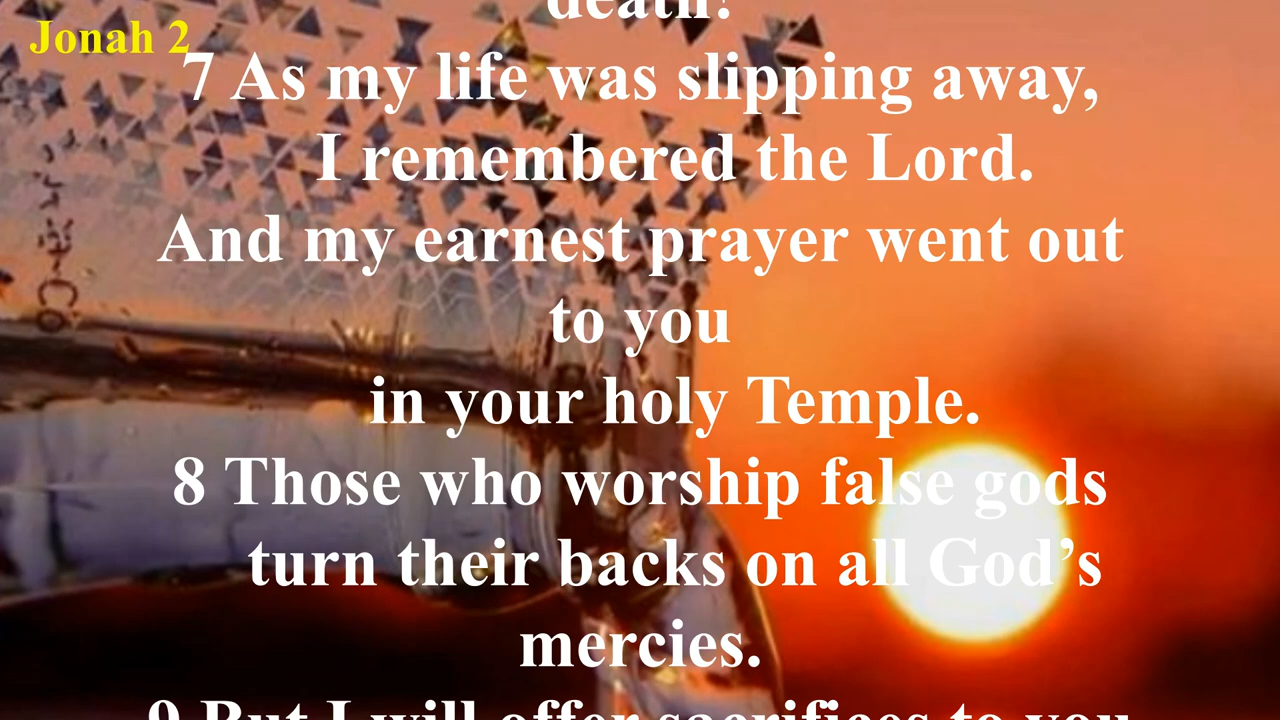 death!
Jonah 2
7 As my life was slipping away,
I remembered the Lord.
And my earnest prayer went out
to you
in your holy Temple.
8 Those who worship false gods
turn their backs on all God’s
mercies.
9 But I will offer sacrifices to you